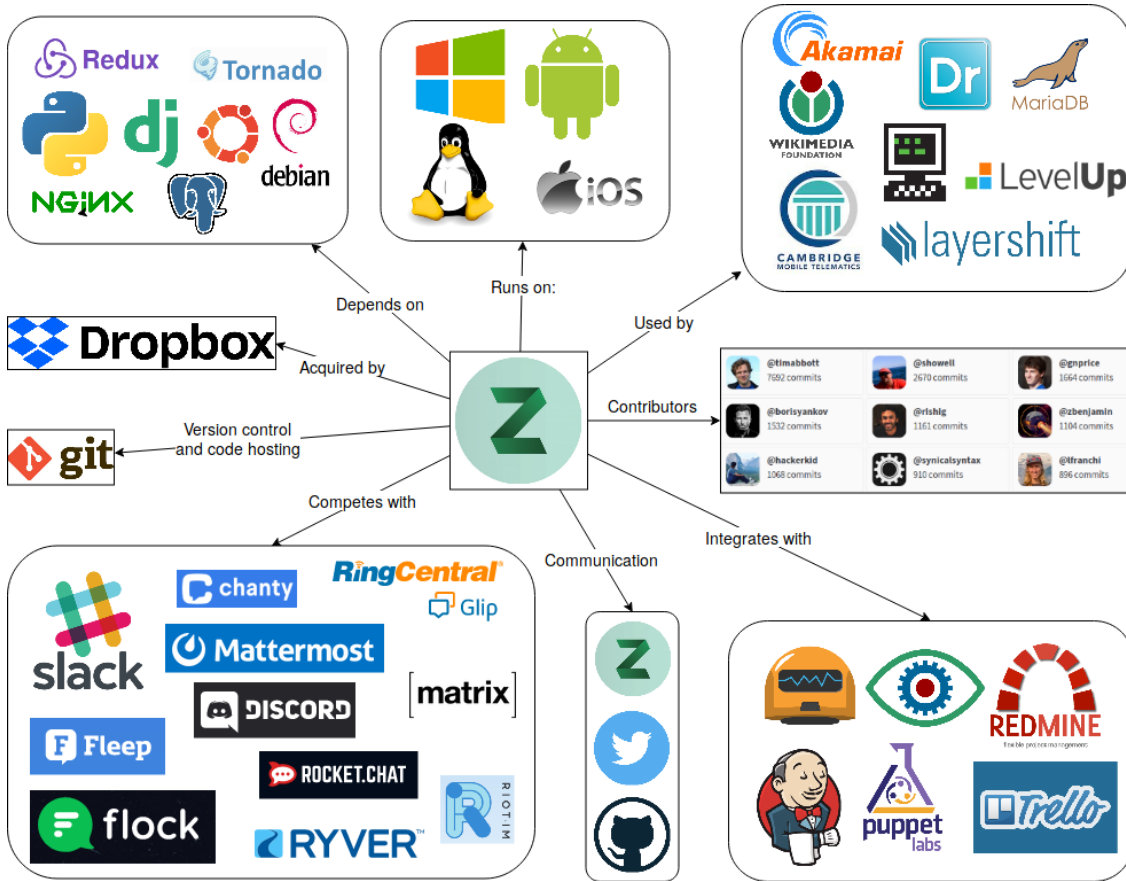 Redux
Tornado
dj
debian
NGiNX
iOS
Akamai
Dr
MariaDB
WIKIMEDIA
FOUNDATION
LevelUp
CAMBRIDGE
MOBILE TELEMATICS
layershift
Depends on
Runs on:
Used by
Dropbox
Acquired by
Z
Contributors
@timabbott
7692 commits
@showell
2670 commits
@gnprice
1664 commits
@borisyankov
1532 commits
@rishig
1161 commits
@zbenjamin
1104 commits
@hackerkid
1068 commits
@synicalsyntax
910 commits
@lfranchi
896 commits
git
Version control
and code hosting
Competes with
Communication
Integrates with
slack
chanty
RingCentral®
Glip
Mattermost
DISCORD
[matrix]
F Fleep
ROCKET.CHAT
RIOT·IM
flock
RYVER™
Z
REDMINE
flexible project management
puppet
labs
Trello